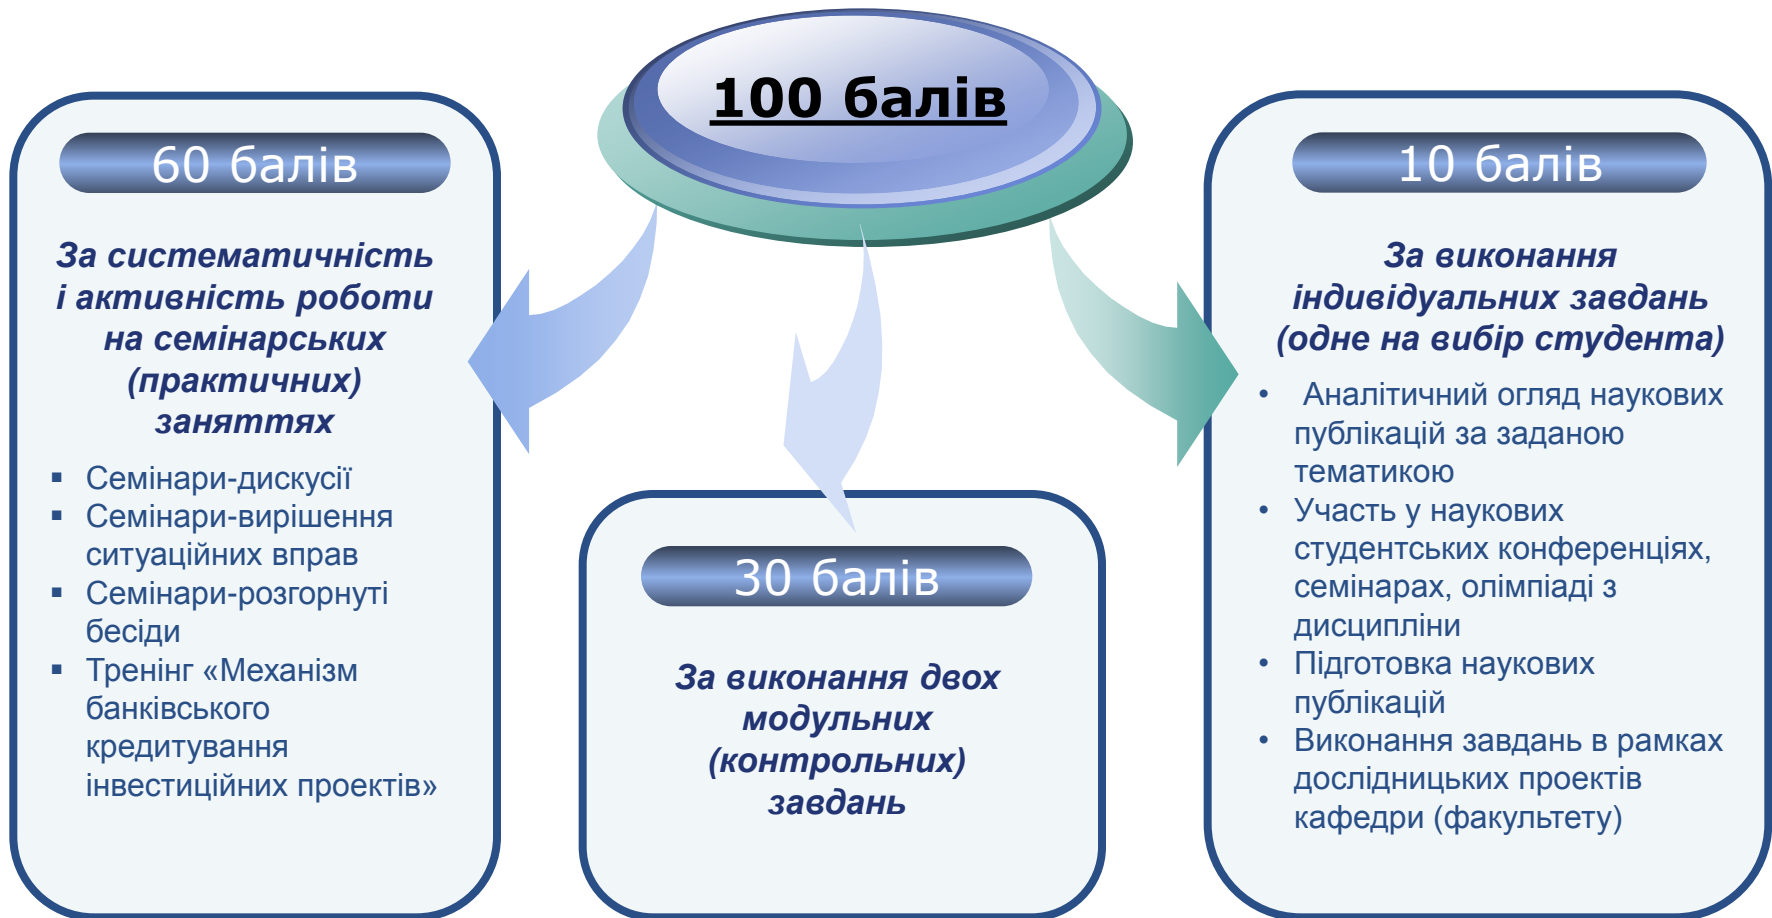 100 балів
60 балів
За систематичність
і активність роботи
на семінарських
(практичних)
заняттях
▪ Семінари-дискусії
▪ Семінари-вирішення
ситуаційних вправ
▪ Семінари-розгорнуті
бесіди
▪ Тренінг «Механізм
банківського
кредитування
інвестиційних проектів»
30 балів
За виконання двох
модульних
(контрольних)
завдань
10 балів
За виконання
індивідуальних завдань
(одне на вибір студента)
• Аналітичний огляд наукових
публікацій за заданою
тематикою
• Участь у наукових
студентських конференціях,
семінарах, олімпіаді з
дисципліни
• Підготовка наукових
публікацій
• Виконання завдань в рамках
дослідницьких проектів
кафедри (факультету)